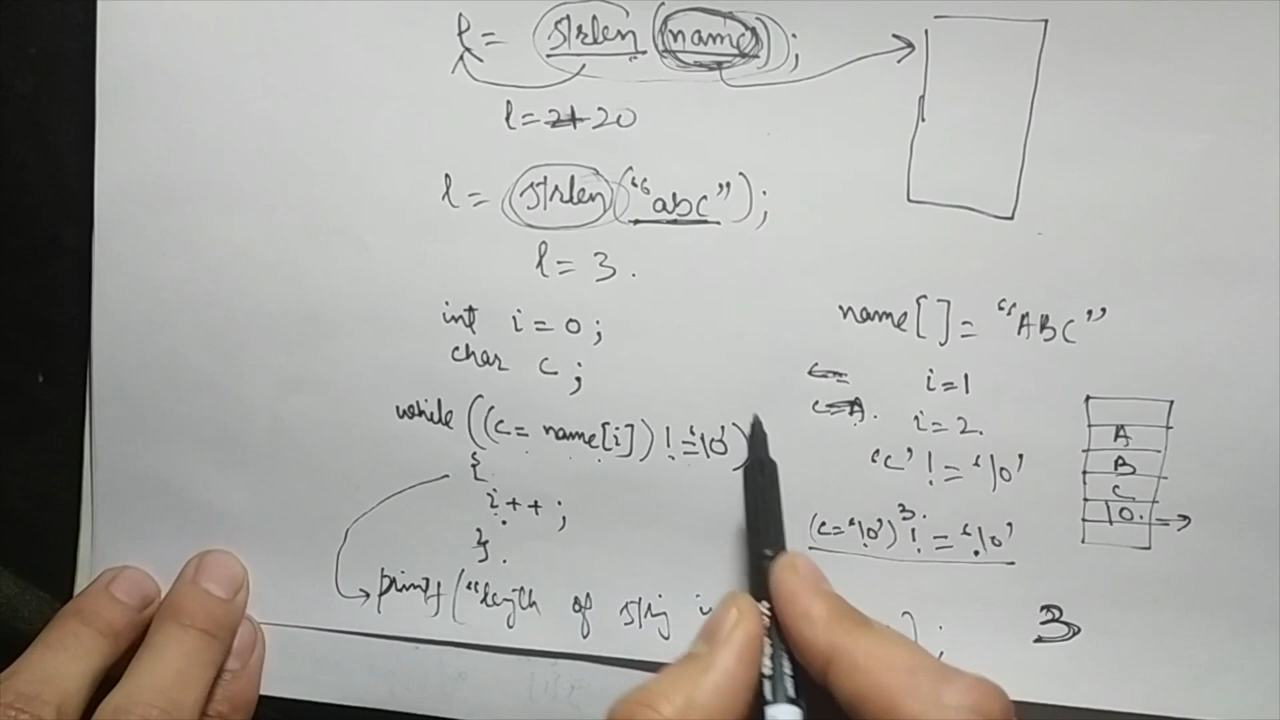 l = strlen (name);
l = 21 20
l = strlen ("abc");
l = 3.
int i = 0;
char c;
while ((c = name[i]) != '\0')
{
i++;
}.
printf ("length of
);
name[] = "ABC"
c=
i=1
c=A.
i=2.
'C' != '\0'
(c='\0') 3. != '\0'
A
B
C
\0.
3